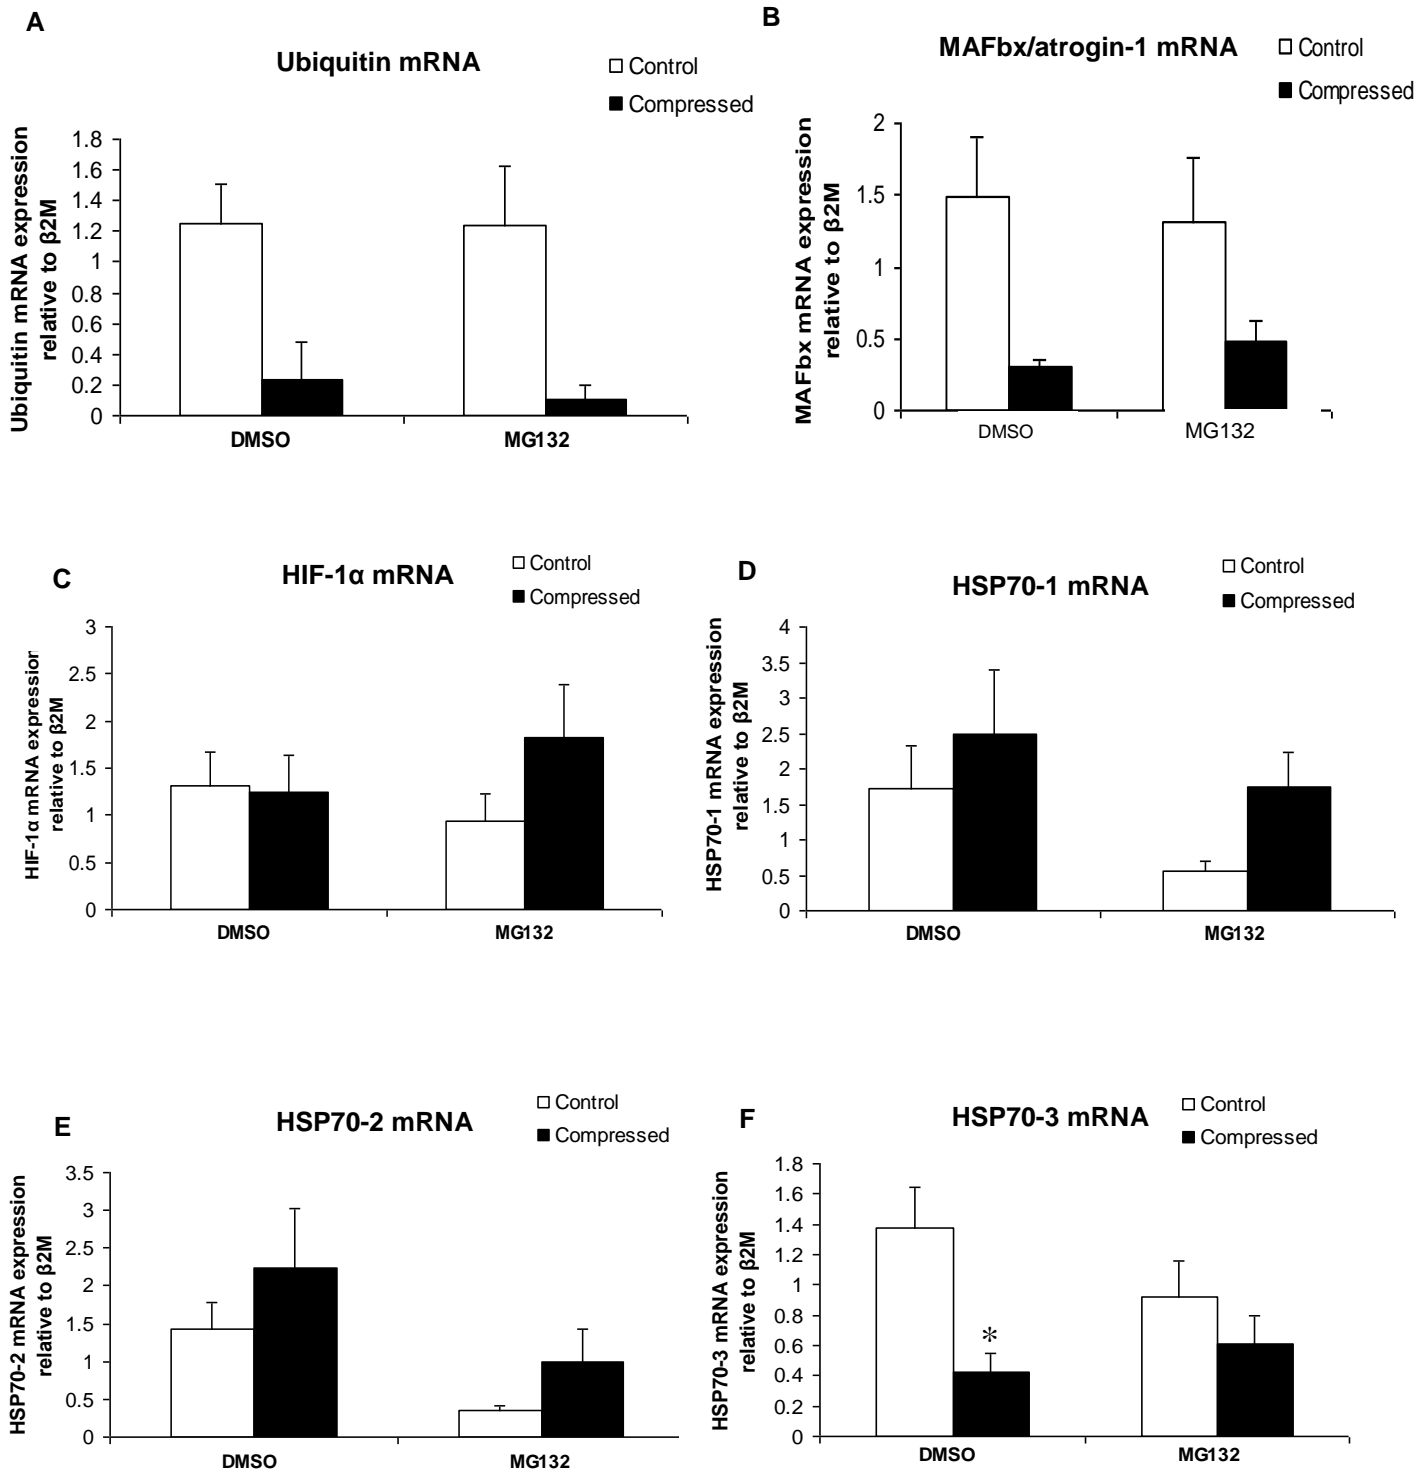 A
Ubiquitin mRNA
Control
Compressed
Ubiquitin mRNA expression
relative to β2M
1.8
1.6
1.4
1.2
1
0.8
0.6
0.4
0.2
0
DMSO
MG132
B
MAFbx/atrogin-1 mRNA
Control
Compressed
MAFbx mRNA expression
relative to β2M
2
1.5
1
0.5
0
DMSO
MG132
C
HIF-1α mRNA
Control
Compressed
HIF-1α mRNA expression
relative to β2M
3
2.5
2
1.5
1
0.5
0
DMSO
MG132
D
HSP70-1 mRNA
Control
Compressed
HSP70-1 mRNA expression
relative to β2M
4
3.5
3
2.5
2
1.5
1
0.5
0
DMSO
MG132
E
HSP70-2 mRNA
Control
Compressed
HSP70-2 mRNA expression
relative to β2M
3.5
3
2.5
2
1.5
1
0.5
0
DMSO
MG132
F
HSP70-3 mRNA
Control
Compressed
HSP70-3 mRNA expression
relative to β2M
1.8
1.6
1.4
1.2
1
0.8
0.6
0.4
0.2
0
*
DMSO
MG132